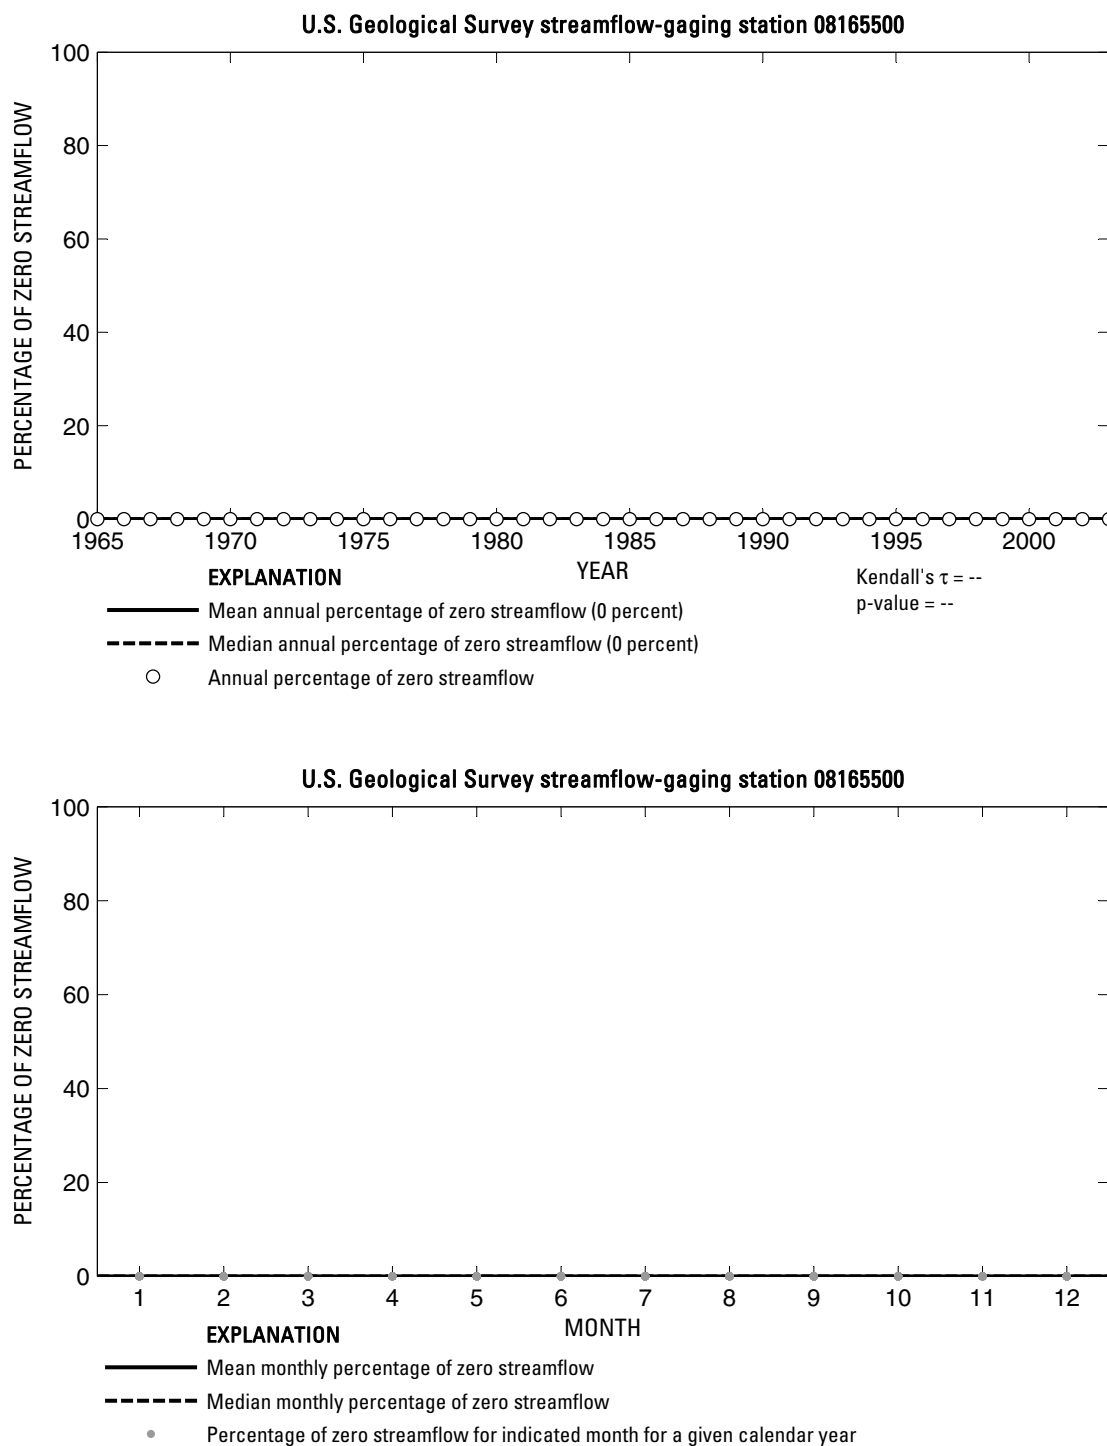 U.S. Geological Survey streamflow-gaging station 08165500
PERCENTAGE OF ZERO STREAMFLOW
100
80
60
40
20
0
1965 1970 1975 1980 1985 1990 1995 2000
YEAR
EXPLANATION
Mean annual percentage of zero streamflow (0 percent)
Median annual percentage of zero streamflow (0 percent)
Annual percentage of zero streamflow
Kendall's τ = --
p-value = --
U.S. Geological Survey streamflow-gaging station 08165500
PERCENTAGE OF ZERO STREAMFLOW
100
80
60
40
20
0
1 2 3 4 5 6 7 8 9 10 11 12
MONTH
EXPLANATION
Mean monthly percentage of zero streamflow
Median monthly percentage of zero streamflow
Percentage of zero streamflow for indicated month for a given calendar year